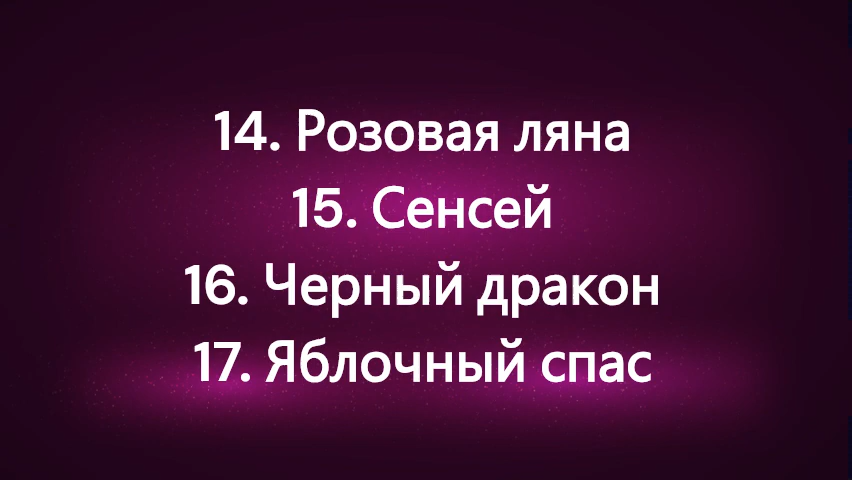 14. Розовая ляна
15. Сенсей
16. Черный дракон
17. Яблочный спас